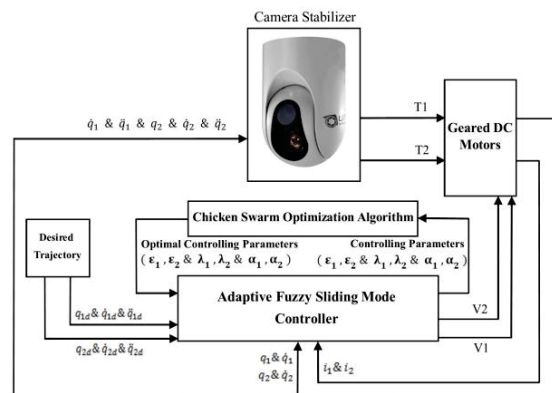 Camera Stabilizer
q̇₁ & q̈₁ & q₂ & q̇₂ & q̈₂
T1
T2
Geared DC
Motors
Chicken Swarm Optimization Algorithm
Desired
Trajectory
Optimal Controlling Parameters
( ε₁ , ε₂ & λ₁ , λ₂ & α₁ , α₂ )
Controlling Parameters
( ε₁ , ε₂ & λ₁ , λ₂ & α₁ , α₂ )
Adaptive Fuzzy Sliding Mode
Controller
q₁d& q̇₁d& q̈₁d
q₂d& q̇₂d& q̈₂d
V2
V1
q₁ & q̇₁
q₂ & q̇₂
i₁& i₂